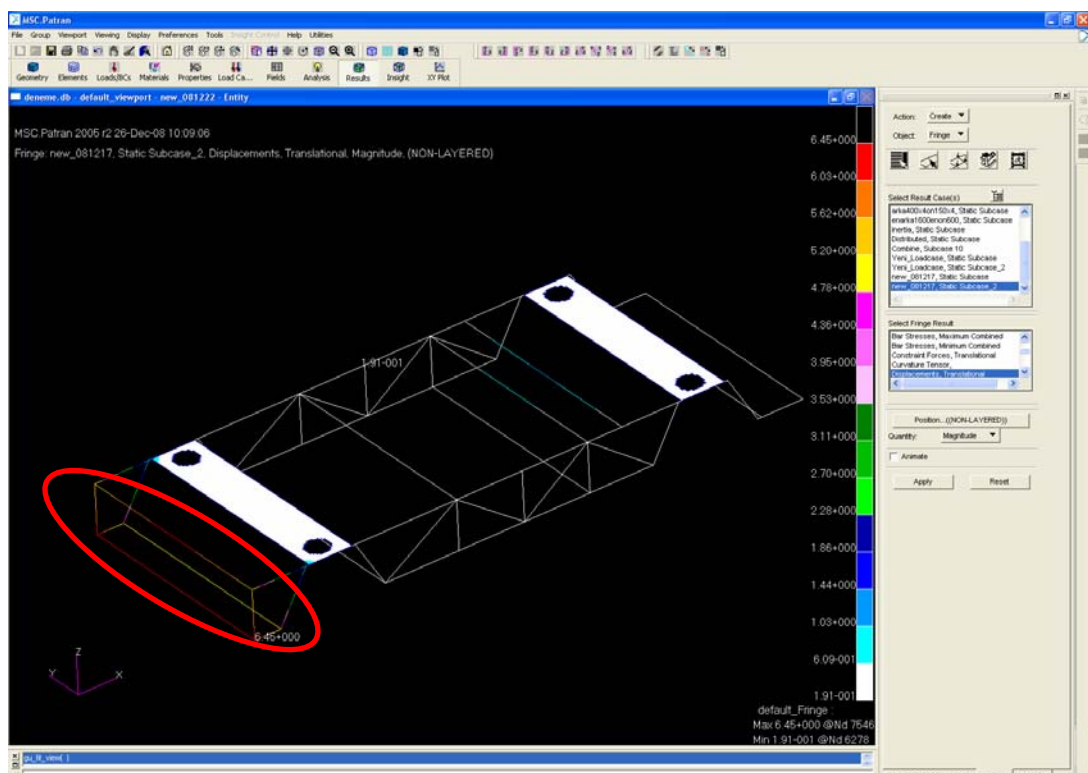 MSC.Patran
File Group Viewport Viewing Display Preferences Tools Insight Control Help Utilities
Geometry Elements Loads/BCs Materials Properties Load Ca... Fields Analysis Results Insight XY Plot
deneme.db - default_viewport - new_081222 - Entity
MSC.Patran 2005 r2 26-Dec-08 10:09:06
Fringe: new_081217, Static Subcase_2, Displacements, Translational, Magnitude, (NON-LAYERED)
6.45+000
6.03+000
5.62+000
5.20+000
4.78+000
4.36+000
3.95+000
3.53+000
3.11+000
2.70+000
2.28+000
1.86+000
1.44+000
1.03+000
6.09-001
1.91-001
1.91-001
6.45+000
Z
Y
X
default_Fringe :
Max 6.45+000 @Nd 7546
Min 1.91-001 @Nd 6278
Action: Create
Object: Fringe
Select Result Case(s)
arka400x4on150x4, Static Subcase
enarka1600enon600, Static Subcase
inertia, Static Subcase
Distributed, Static Subcase
Combine, Subcase 10
Yeni_Loadcase, Static Subcase
Yeni_Loadcase, Static Subcase_2
new_081217, Static Subcase
new_081217, Static Subcase_2
Select Fringe Result
Bar Stresses, Maximum Combined
Bar Stresses, Minimum Combined
Constraint Forces, Translational
Curvature Tensor,
Displacements, Translational
Position...((NON-LAYERED))
Quantity: Magnitude
Animate
Apply Reset